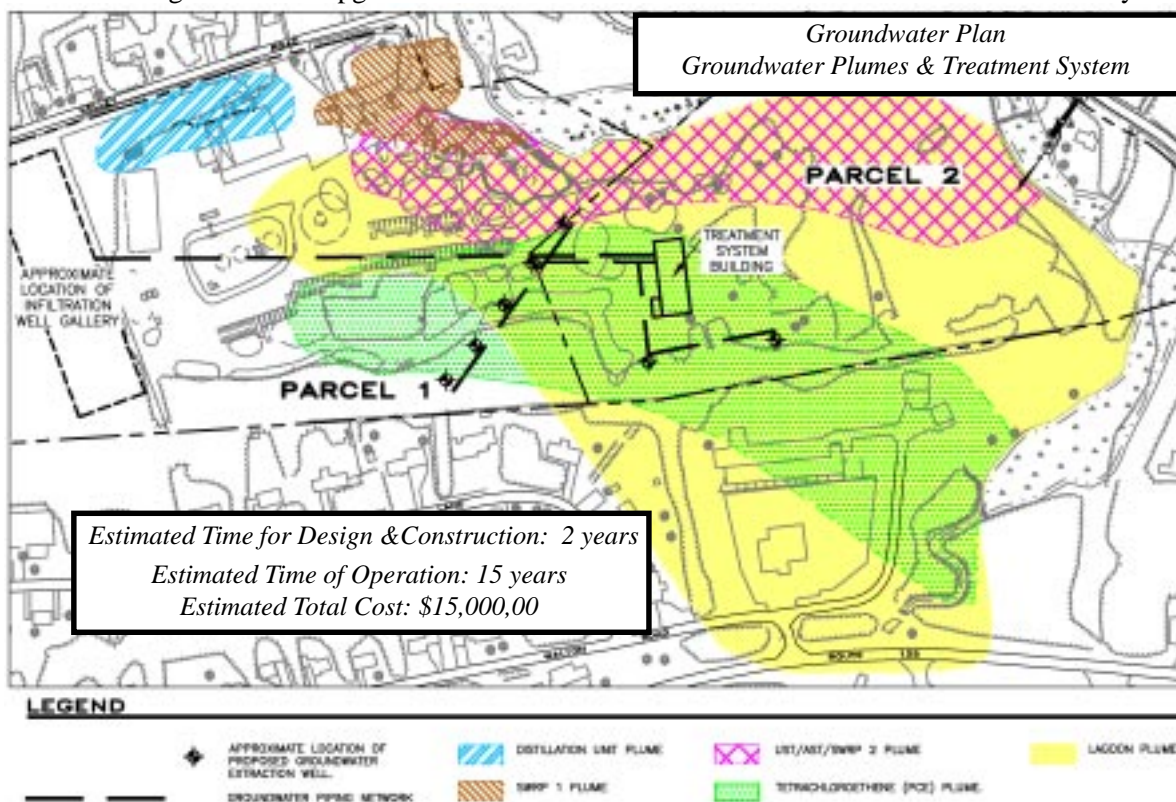 Groundwater Plan
Groundwater Plumes & Treatment System
ROAD
PARCEL 2
TREATMENT
SYSTEM
BUILDING
APPROXIMATE
LOCATION OF
INFILTRATION
WELL GALLERY
PARCEL 1
Estimated Time for Design &Construction: 2 years
Estimated Time of Operation: 15 years
Estimated Total Cost: $15,000,00
ROUTE
LEGEND
APPROXIMATE LOCATION OF
PROPOSED GROUNDWATER
EXTRACTION WELL.
GROUNDWATER PIPING NETWORK
DISTILLATION UNIT PLUME
SWRP 1 PLUME
UST/AST/SWRP 2 PLUME
TETRACHLOROETHENE (PCE) PLUME
LAGOON PLUME